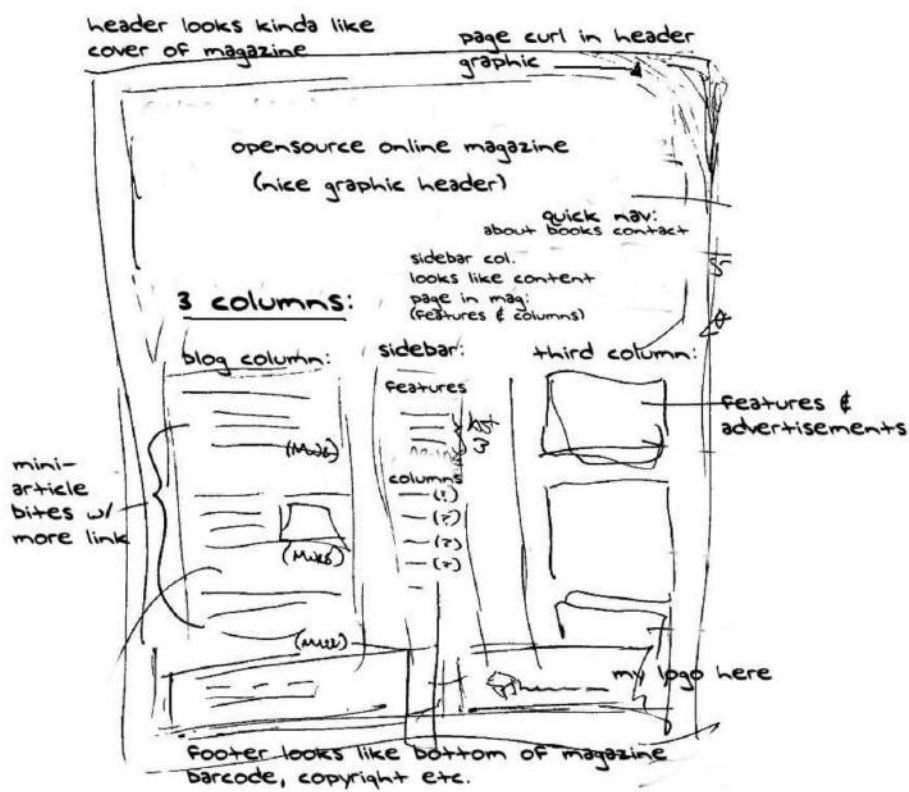 header looks kinda like
cover of magazine
page curl in header
graphic
opensource online magazine
(nice graphic header)
quick nav:
about books contact
sidebar col.
looks like content
page in mag:
(features & columns)
3 columns:
blog column:
sidebar:
third column:
features
list
3
(more)
features &
advertisements
mini-
article
bites w/
more link
columns
(?)
(?)
(?)
(?)
(more)
(more)
my logo here
footer looks like bottom of magazine
barcode, copyright etc.